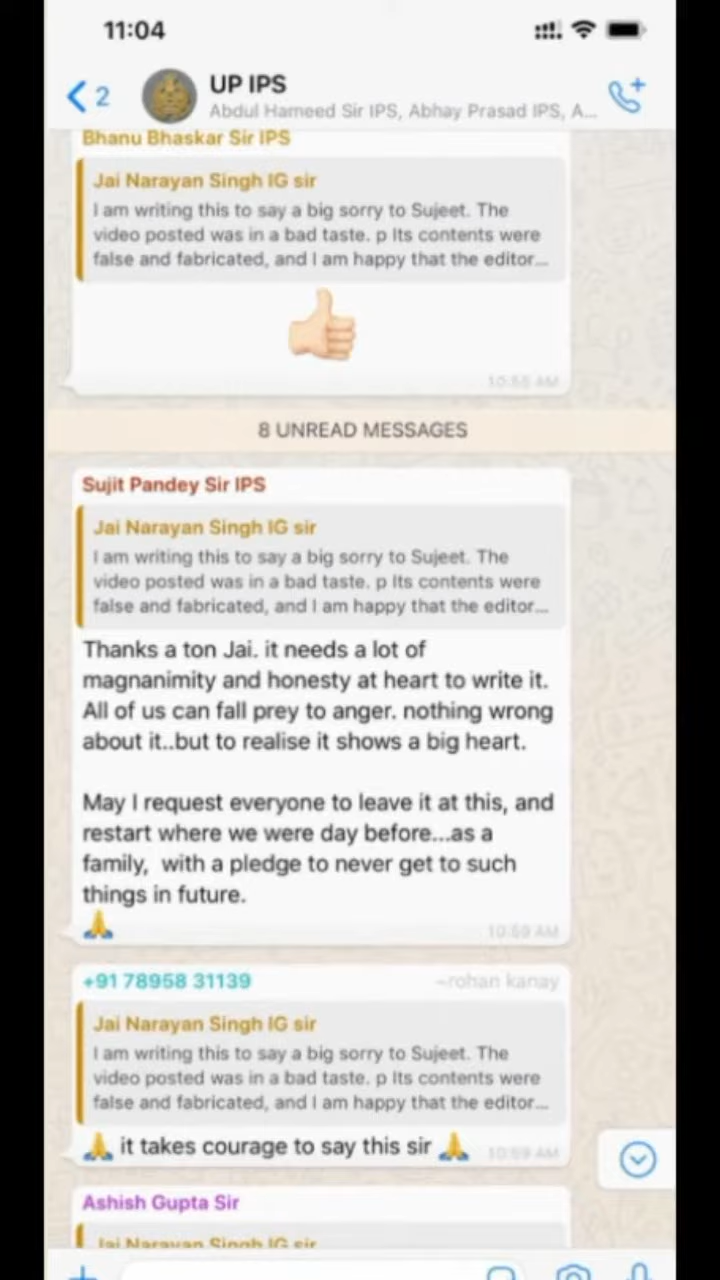 11:04
2
UP IPS
Abdul Hameed Sir IPS, Abhay Prasad IPS, A...
Bhanu Bhaskar Sir IPS
Jai Narayan Singh IG sir
I am writing this to say a big sorry to Sujeet. The
video posted was in a bad taste. p Its contents were
false and fabricated, and I am happy that the editor...
👍🏻
10:55 AM
8 UNREAD MESSAGES
Sujit Pandey Sir IPS
Jai Narayan Singh IG sir
I am writing this to say a big sorry to Sujeet. The
video posted was in a bad taste. p Its contents were
false and fabricated, and I am happy that the editor...
Thanks a ton Jai. it needs a lot of
magnanimity and honesty at heart to write it.
All of us can fall prey to anger. nothing wrong
about it..but to realise it shows a big heart.
May I request everyone to leave it at this, and
restart where we were day before...as a
family, with a pledge to never get to such
things in future.
🙏
10:59 AM
+91 78958 31139 ~rohan kanay
Jai Narayan Singh IG sir
I am writing this to say a big sorry to Sujeet. The
video posted was in a bad taste. p Its contents were
false and fabricated, and I am happy that the editor...
🙏 it takes courage to say this sir 🙏 10:59 AM
Ashish Gupta Sir
Jai Narayan Singh IG sir